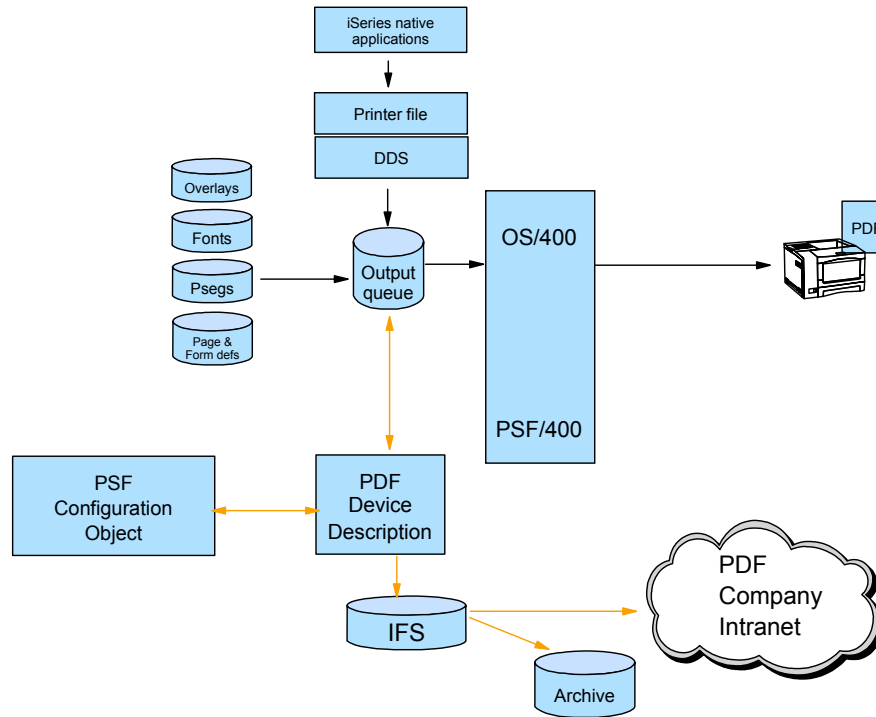 iSeries native
applications
Printer file
DDS
Overlays
Fonts
Psegs
Page &
Form defs
Output
queue
OS/400
PSF/400
PDF
PSF
Configuration
Object
PDF
Device
Description
IFS
Archive
PDF
Company
Intranet